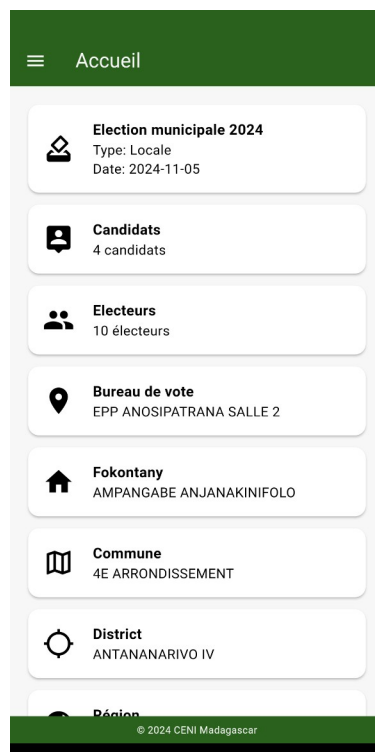 Accueil
Election municipale 2024
Type: Locale
Date: 2024-11-05
Candidats
4 candidats
Electeurs
10 électeurs
Bureau de vote
EPP ANOSIPATRANA SALLE 2
Fokontany
AMPANGABE ANJANAKINIFOLO
Commune
4E ARRONDISSEMENT
District
ANTANANARIVO IV
Région
© 2024 CENI Madagascar